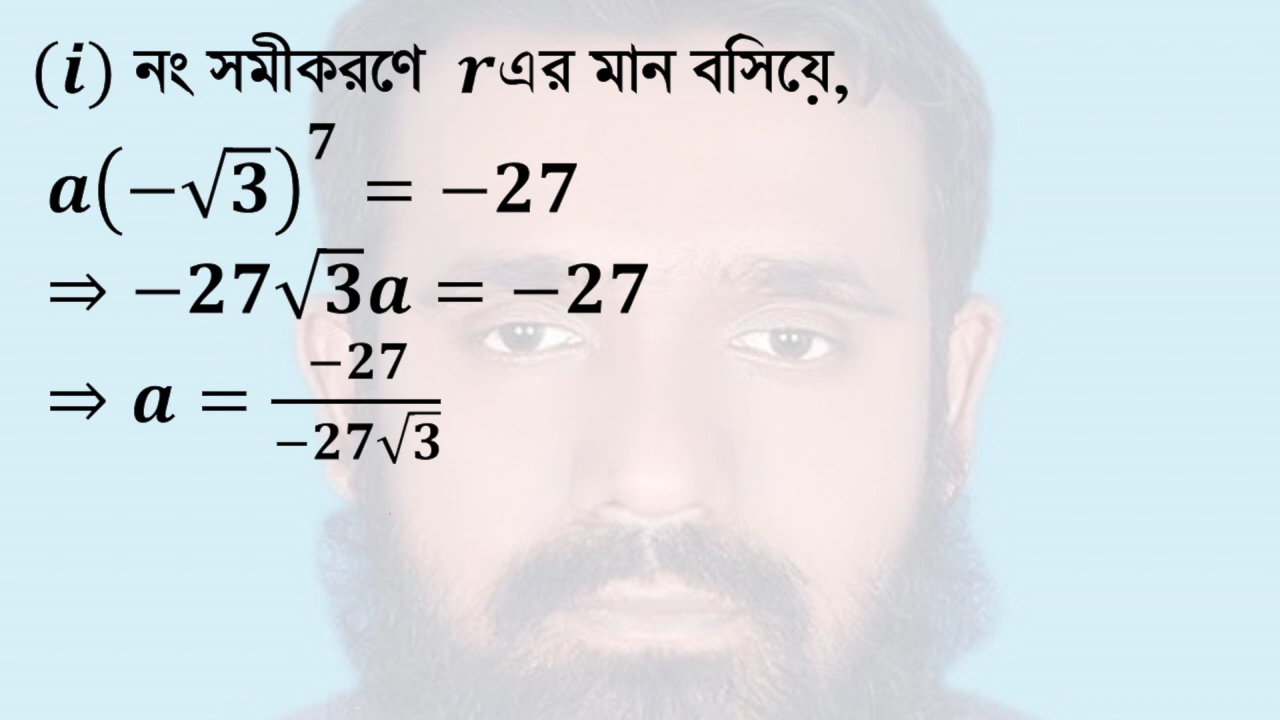 (i) নং সমীকরণে r এর মান বসিয়ে,
a(−√3)⁷ = −27
⇒ −27√3a = −27
⇒ a = −27/−27√3